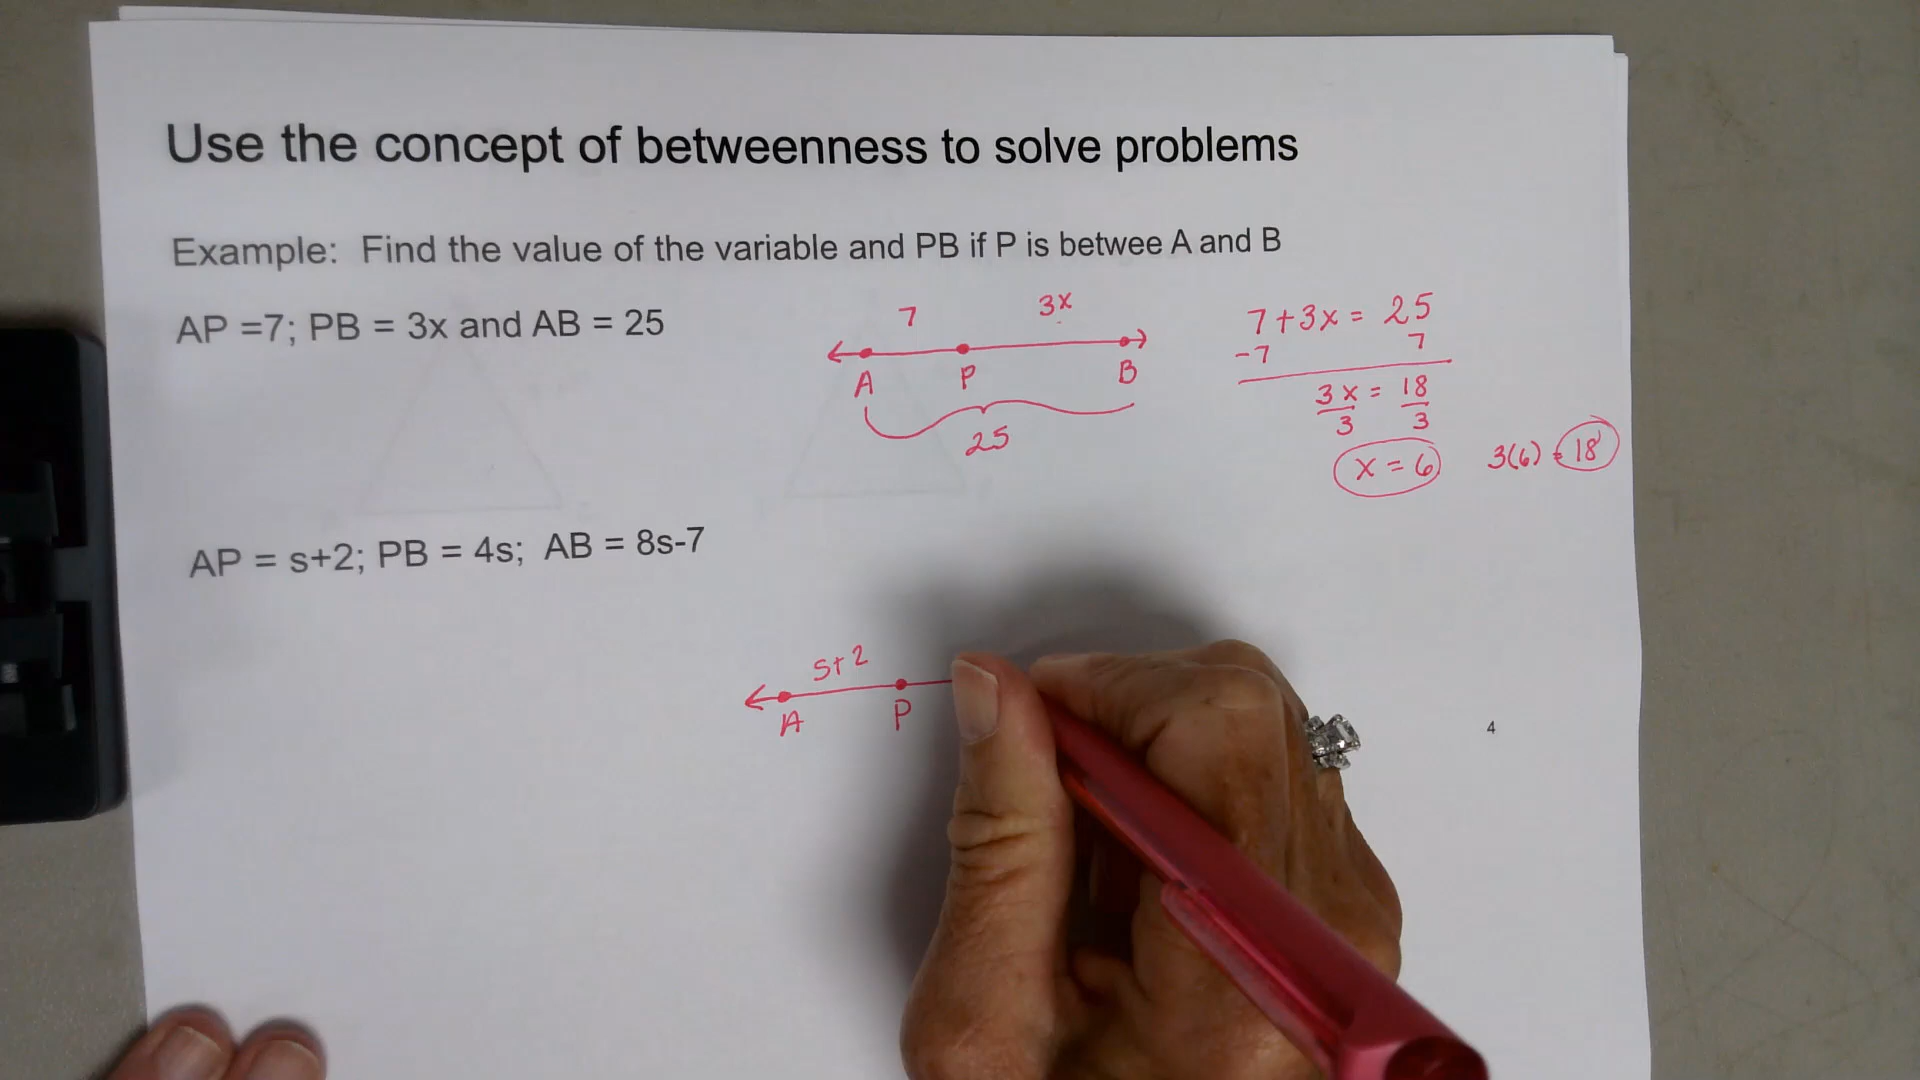 Use the concept of betweenness to solve problems
Example: Find the value of the variable and PB if P is betwee A and B
AP =7; PB = 3x and AB = 25
7 3x
A P B
25
7+3x = 25
-7 7
3x = 18
3 3
x = 6 3(6) = 18
AP = s+2; PB = 4s; AB = 8s-7
s+2
A P
4